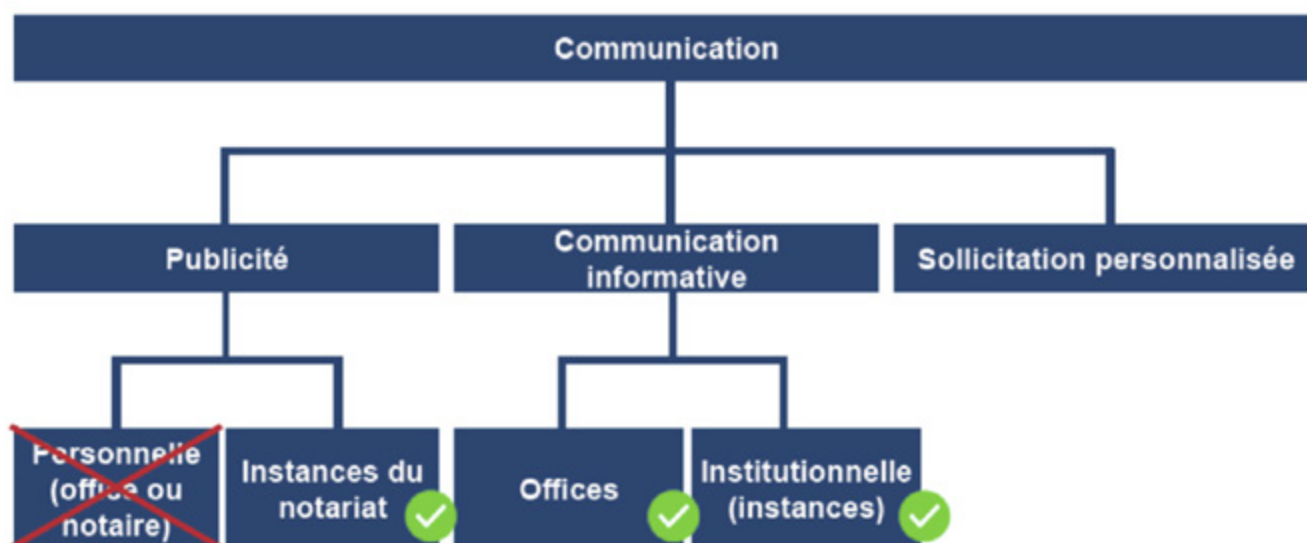 Communication
Publicité
Communication
informative
Sollicitation personnalisée
Personnelle
(office ou
notaire)
Instances du
notariat
Offices
Institutionnelle
(instances)